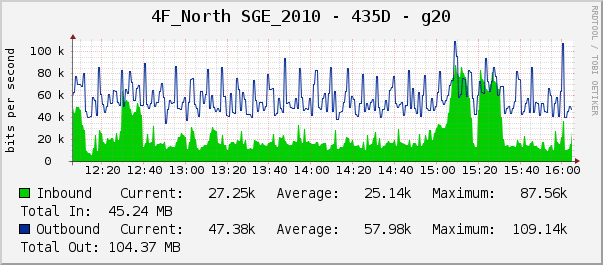 4F_North SGE_2010 - 435D - g20
RRDTOOL / TOBI OETIKER
bits per second
100 k
80 k
60 k
40 k
20 k
0
12:20 12:40 13:00 13:20 13:40 14:00 14:20 14:40 15:00 15:20 15:40 16:00
Inbound Current: 27.25k Average: 25.14k Maximum: 87.56k
Total In: 45.24 MB
Outbound Current: 47.38k Average: 57.98k Maximum: 109.14k
Total Out: 104.37 MB